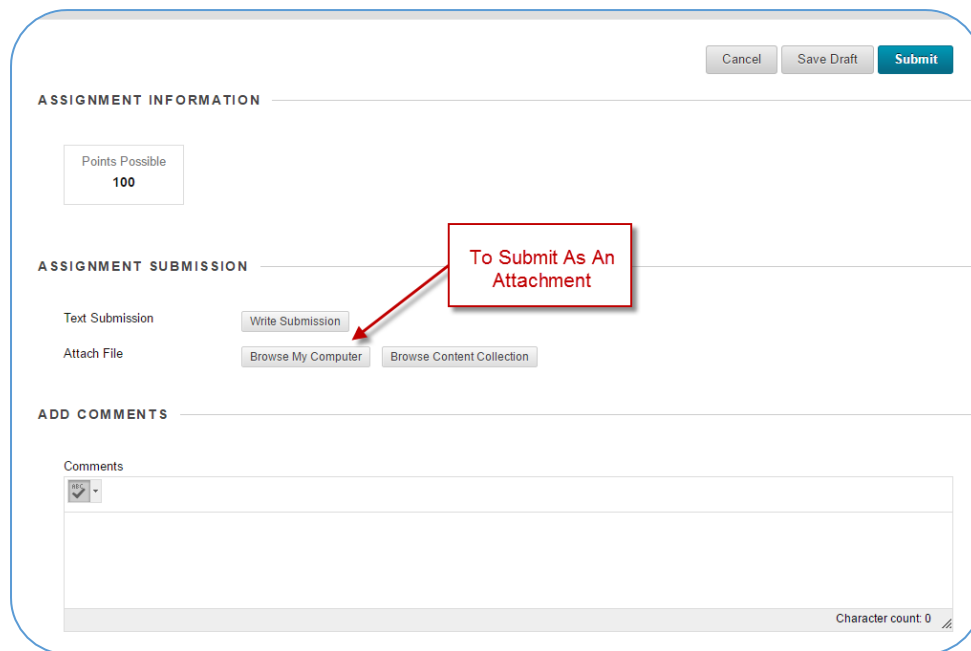 Cancel Save Draft Submit
ASSIGNMENT INFORMATION
Points Possible
100
To Submit As An
Attachment
ASSIGNMENT SUBMISSION
Text Submission Write Submission
Attach File Browse My Computer Browse Content Collection
ADD COMMENTS
Comments
ABC
Character count: 0